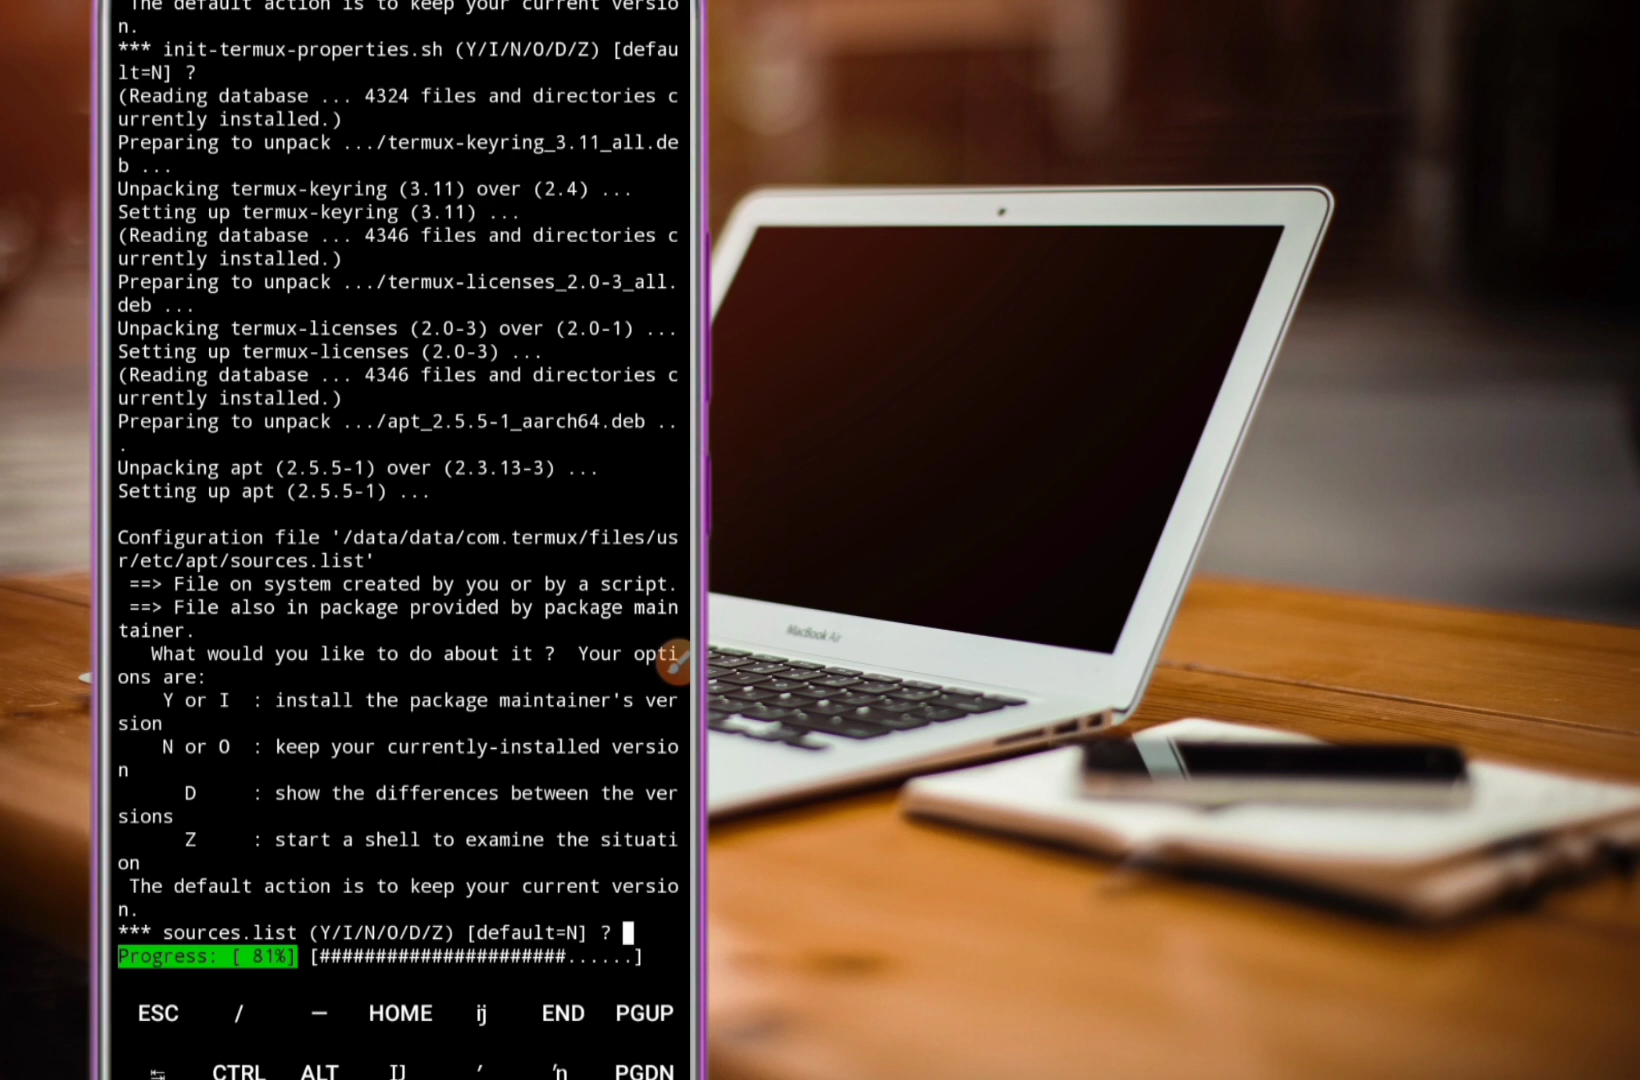 The default action is to keep your current versio
n.
*** init-termux-properties.sh (Y/I/N/O/D/Z) [defau
lt=N] ?
(Reading database ... 4324 files and directories c
urrently installed.)
Preparing to unpack .../termux-keyring_3.11_all.de
b ...
Unpacking termux-keyring (3.11) over (2.4) ...
Setting up termux-keyring (3.11) ...
(Reading database ... 4346 files and directories c
urrently installed.)
Preparing to unpack .../termux-licenses_2.0-3_all.
deb ...
Unpacking termux-licenses (2.0-3) over (2.0-1) ...
Setting up termux-licenses (2.0-3) ...
(Reading database ... 4346 files and directories c
urrently installed.)
Preparing to unpack .../apt_2.5.5-1_aarch64.deb ..
.
Unpacking apt (2.5.5-1) over (2.3.13-3) ...
Setting up apt (2.5.5-1) ...
Configuration file '/data/data/com.termux/files/us
r/etc/apt/sources.list'
==> File on system created by you or by a script.
==> File also in package provided by package main
tainer.
What would you like to do about it ?  Your opti
ons are:
Y or I  : install the package maintainer's ver
sion
N or O  : keep your currently-installed versio
n
D     : show the differences between the ver
sions
Z     : start a shell to examine the situati
on
The default action is to keep your current versio
n.
*** sources.list (Y/I/N/O/D/Z) [default=N] ?
Progress: [ 81%] [######################......]
ESC / — HOME ij END PGUP
CTRL ALT IJ ′ ŉ PGDN
MacBook Air